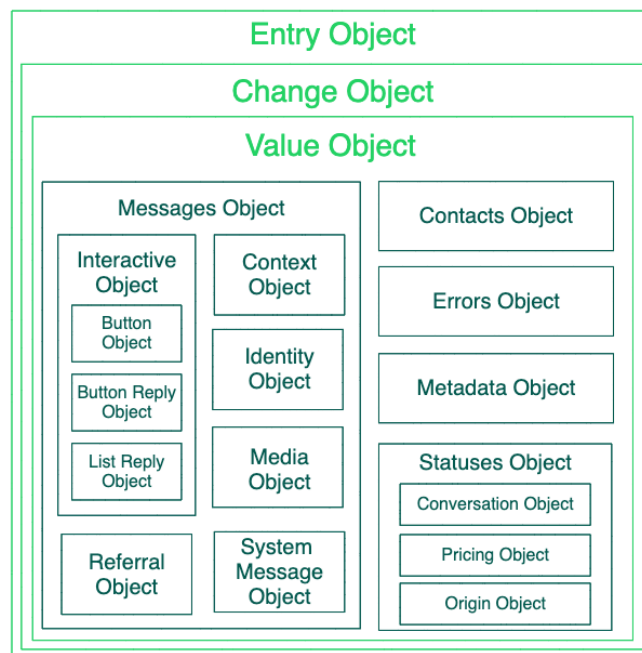 Entry Object
Change Object
Value Object
Messages Object
Interactive
Object
Button
Object
Button Reply
Object
List Reply
Object
Context
Object
Identity
Object
Media
Object
Referral
Object
System
Message
Object
Contacts Object
Errors Object
Metadata Object
Statuses Object
Conversation Object
Pricing Object
Origin Object